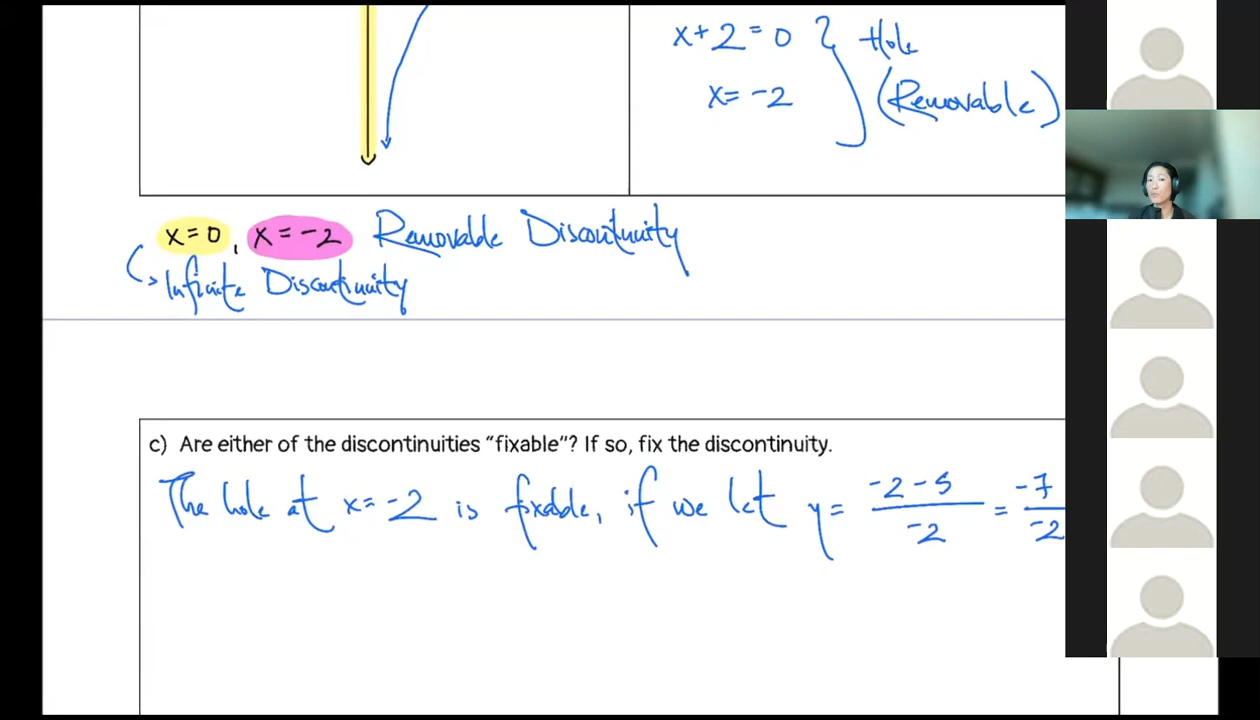 x+2=0 } Hole
x= -2 (Removable)
x=0, x=-2 Removable Discontinuity
Infinite Discontinuity
c) Are either of the discontinuities “fixable”? If so, fix the discontinuity.
The hole at x=-2 is fixable, if we let y= -2-5/-2 = -7/-2